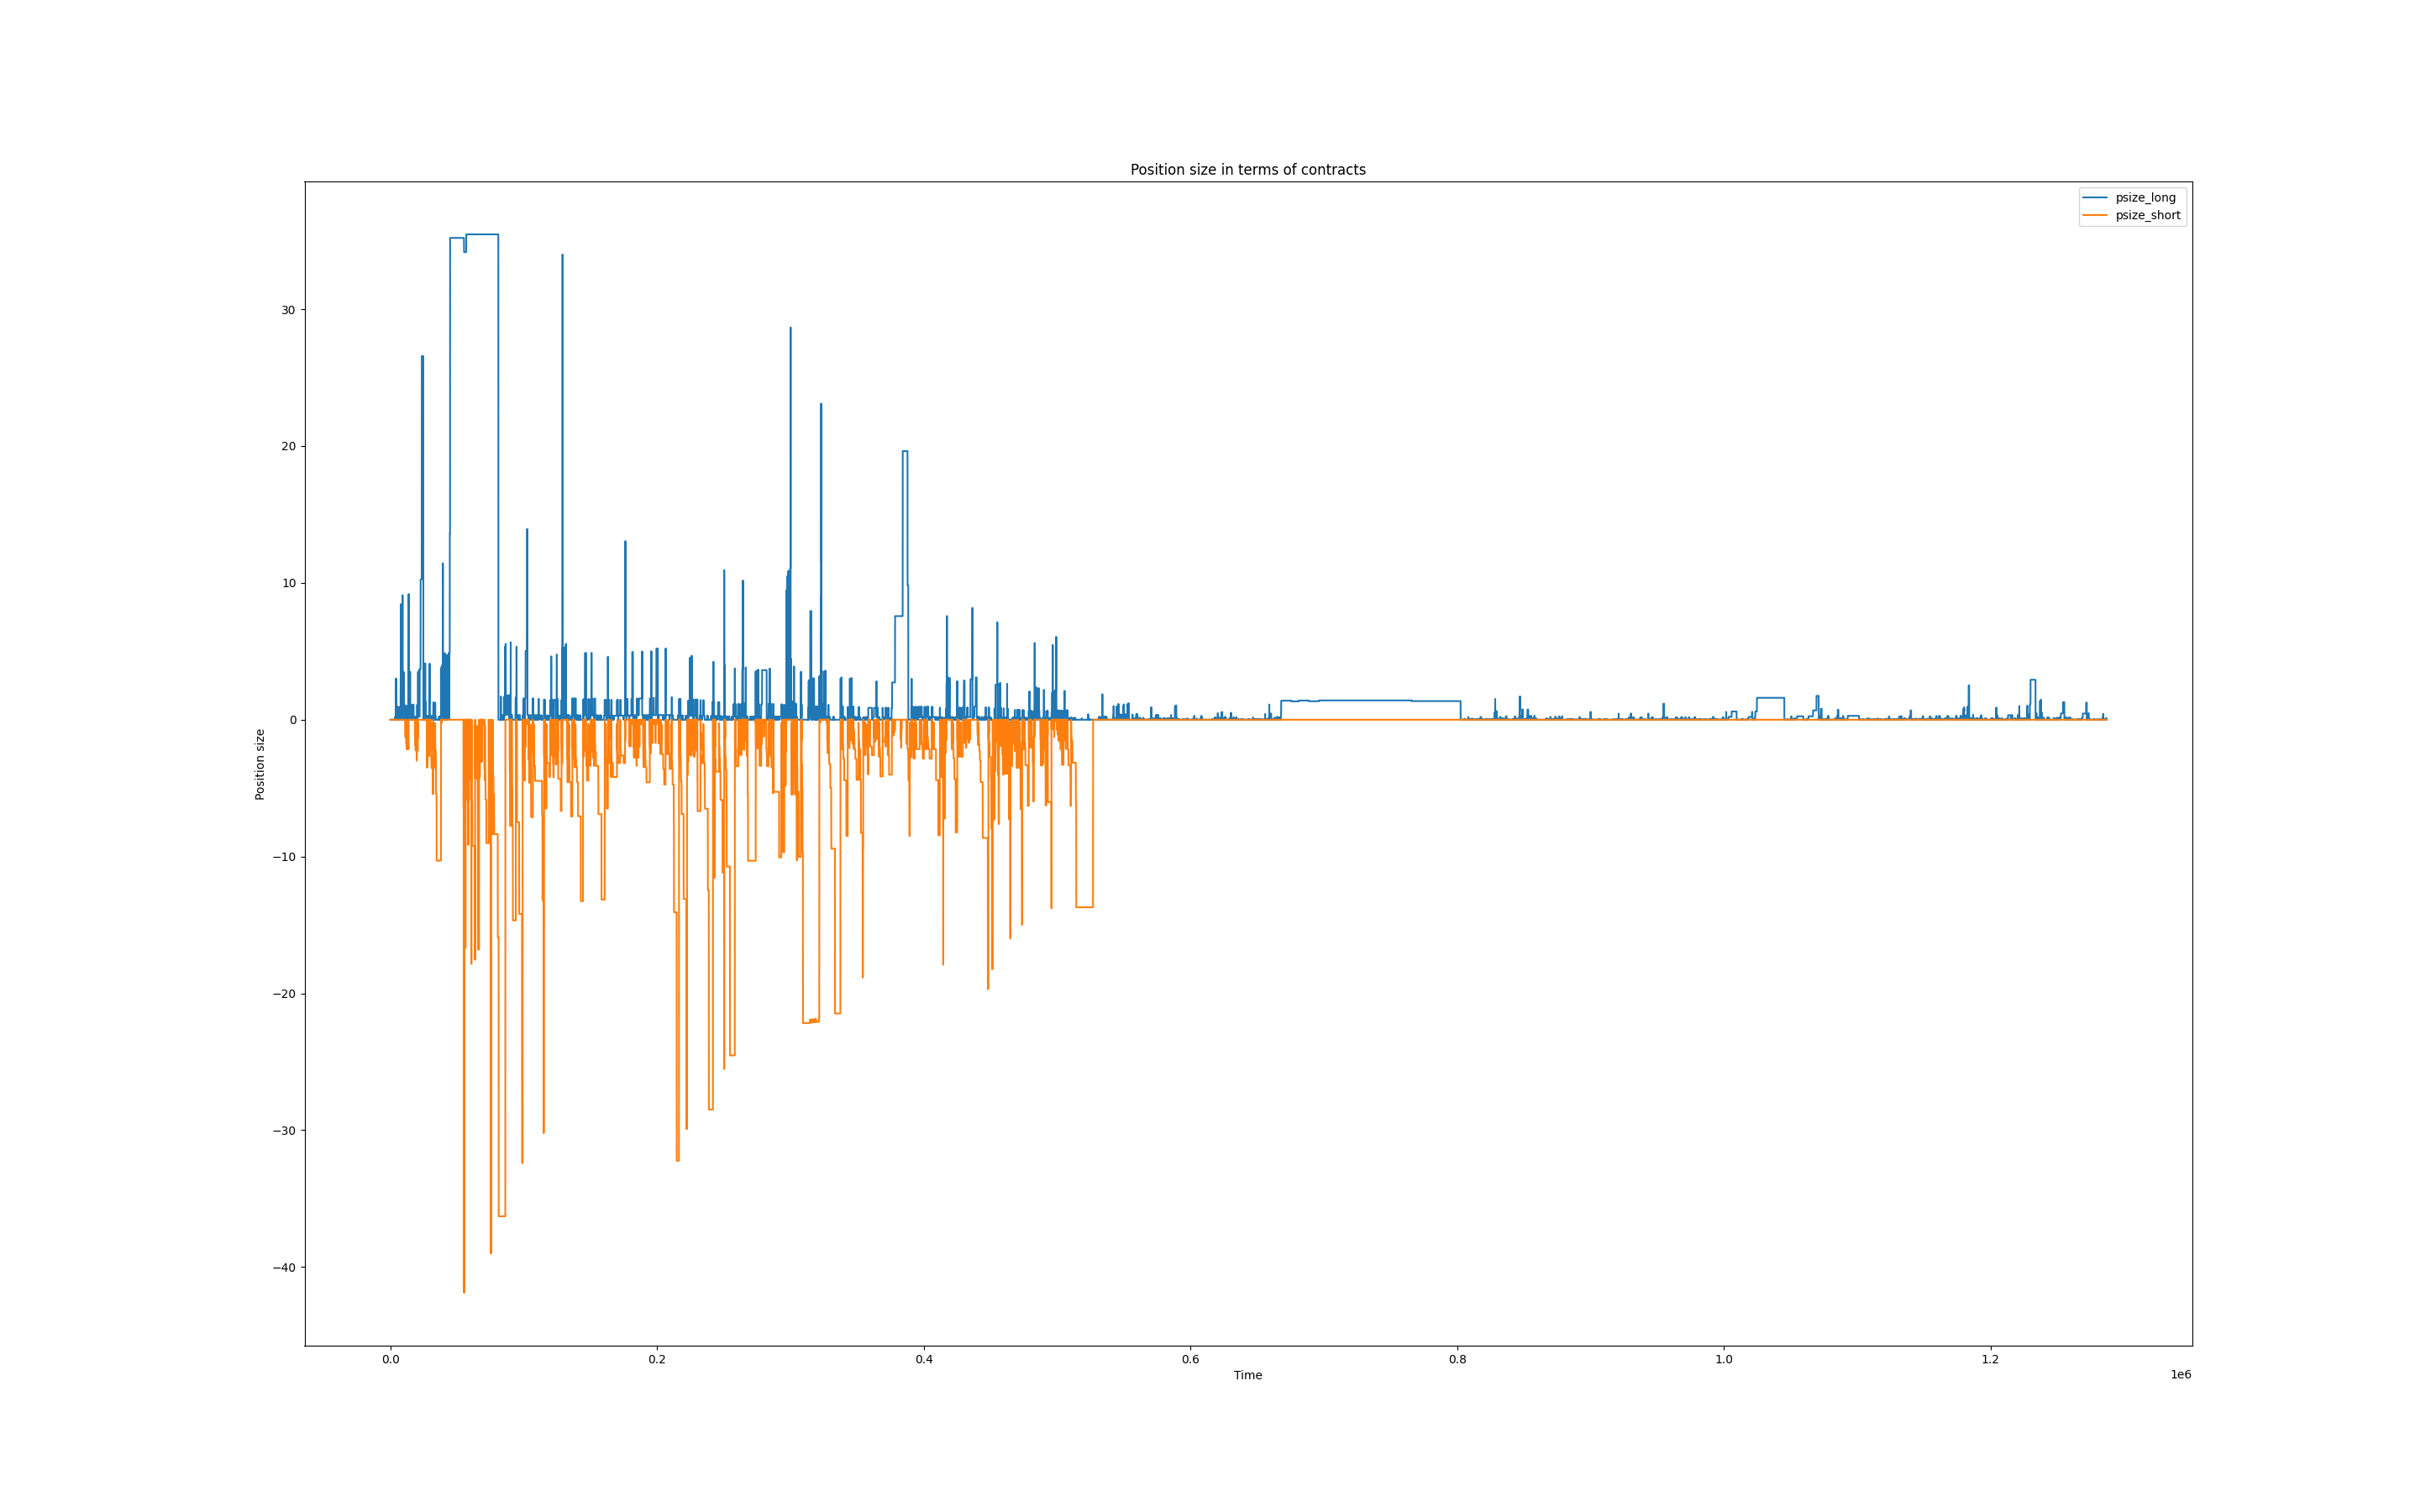 Position size in terms of contracts
psize_long
psize_short
Position size
30
20
10
0
−10
−20
−30
−40
0.0
0.2
0.4
0.6
0.8
1.0
1.2
1e6
Time